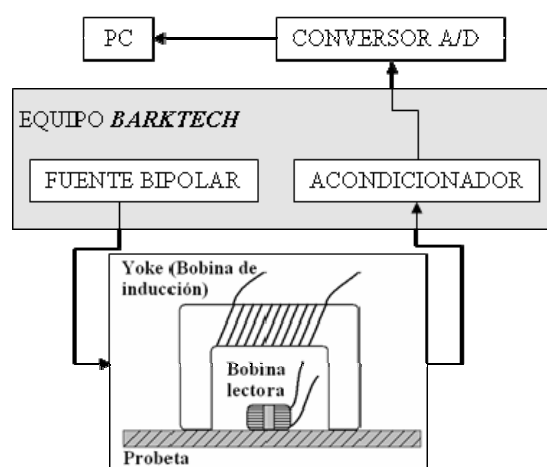 PC
CONVERSOR A/D
EQUIPO BARKTECH
FUENTE BIPOLAR
ACONDICIONADOR
Yoke (Bobina de
inducción)
Bobina
lectora
Probeta